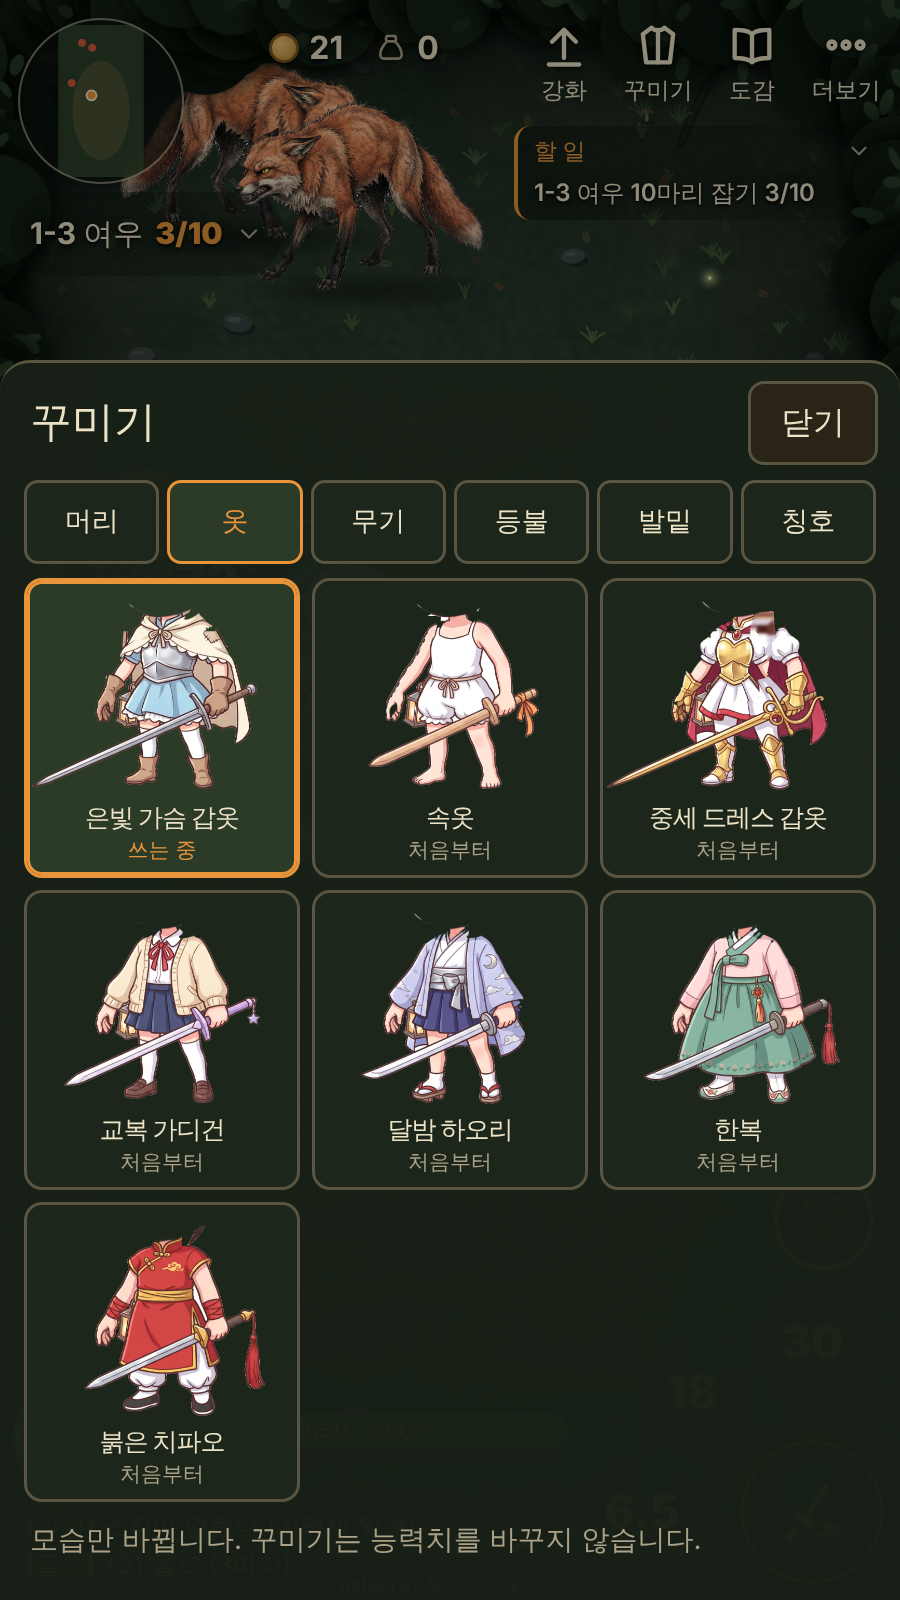 21 0
강화 꾸미기 도감 더보기
할 일
1-3 여우 10마리 잡기 3/10
1-3 여우 3/10
꾸미기
닫기
머리 옷 무기 등불 발밑 칭호
은빛 가슴 갑옷 속옷 중세 드레스 갑옷
쓰는 중 처음부터 처음부터
교복 가디건 달밤 하오리 한복
처음부터 처음부터 처음부터
30
18
550 / 550
붉은 치파오
처음부터
6.5
모습만 바뀝니다. 꾸미기는 능력치를 바꾸지 않습니다.